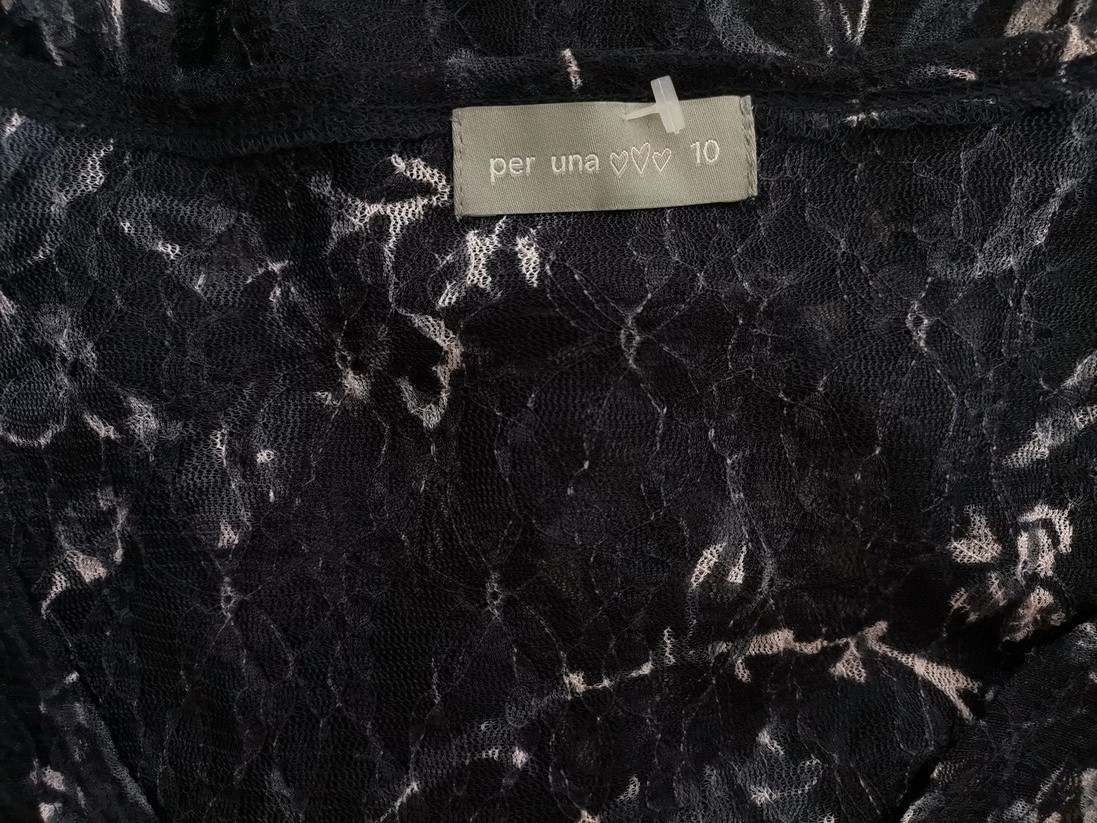 per una ♡♡♡ 10